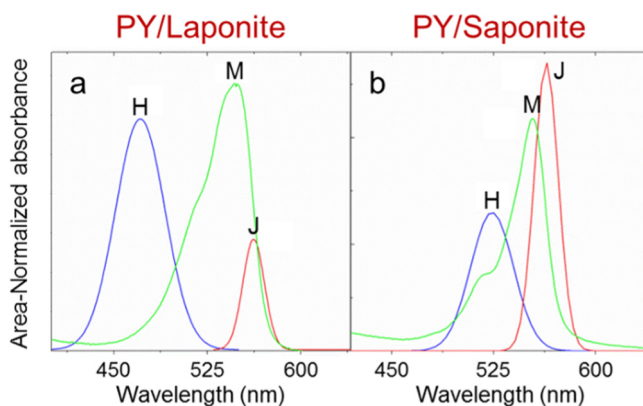 PY/Laponite
PY/Saponite
a
H
M
J
b
H
M
J
Area-Normalized absorbance
450
525
600
450
525
600
Wavelength (nm)
Wavelength (nm)